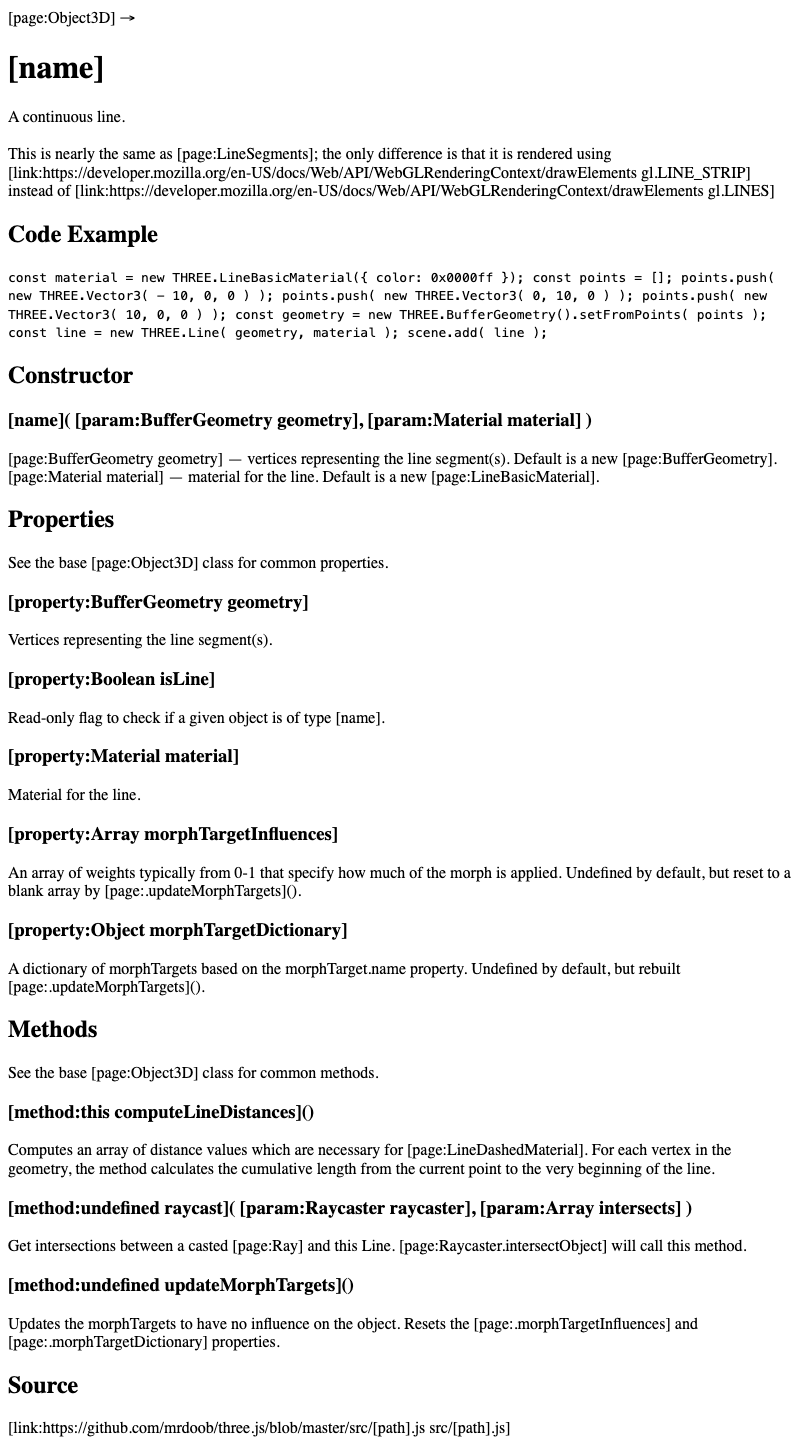 [page:Object3D] →
[name]
A continuous line.
This is nearly the same as [page:LineSegments]; the only difference is that it is rendered using
[link:https://developer.mozilla.org/en-US/docs/Web/API/WebGLRenderingContext/drawElements gl.LINE_STRIP]
instead of [link:https://developer.mozilla.org/en-US/docs/Web/API/WebGLRenderingContext/drawElements gl.LINES]
Code Example
const material = new THREE.LineBasicMaterial({ color: 0x0000ff }); const points = []; points.push(
new THREE.Vector3( - 10, 0, 0 ) ); points.push( new THREE.Vector3( 0, 10, 0 ) ); points.push( new
THREE.Vector3( 10, 0, 0 ) ); const geometry = new THREE.BufferGeometry().setFromPoints( points );
const line = new THREE.Line( geometry, material ); scene.add( line );
Constructor
[name]( [param:BufferGeometry geometry], [param:Material material] )
[page:BufferGeometry geometry] — vertices representing the line segment(s). Default is a new [page:BufferGeometry].
[page:Material material] — material for the line. Default is a new [page:LineBasicMaterial].
Properties
See the base [page:Object3D] class for common properties.
[property:BufferGeometry geometry]
Vertices representing the line segment(s).
[property:Boolean isLine]
Read-only flag to check if a given object is of type [name].
[property:Material material]
Material for the line.
[property:Array morphTargetInfluences]
An array of weights typically from 0-1 that specify how much of the morph is applied. Undefined by default, but reset to a
blank array by [page:.updateMorphTargets]().
[property:Object morphTargetDictionary]
A dictionary of morphTargets based on the morphTarget.name property. Undefined by default, but rebuilt
[page:.updateMorphTargets]().
Methods
See the base [page:Object3D] class for common methods.
[method:this computeLineDistances]()
Computes an array of distance values which are necessary for [page:LineDashedMaterial]. For each vertex in the
geometry, the method calculates the cumulative length from the current point to the very beginning of the line.
[method:undefined raycast]( [param:Raycaster raycaster], [param:Array intersects] )
Get intersections between a casted [page:Ray] and this Line. [page:Raycaster.intersectObject] will call this method.
[method:undefined updateMorphTargets]()
Updates the morphTargets to have no influence on the object. Resets the [page:.morphTargetInfluences] and
[page:.morphTargetDictionary] properties.
Source
[link:https://github.com/mrdoob/three.js/blob/master/src/[path].js src/[path].js]